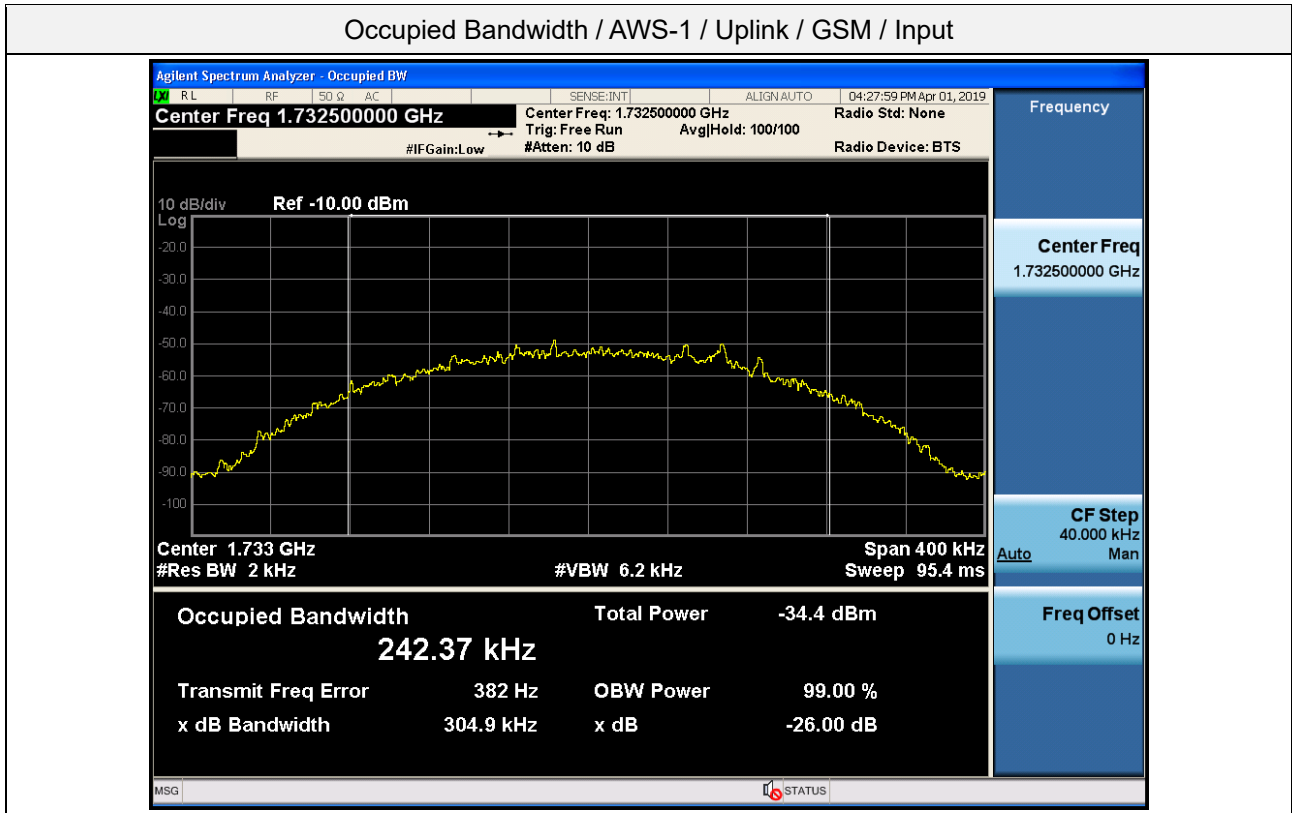 Occupied Bandwidth / AWS-1 / Uplink / GSM / Input
Agilent Spectrum Analyzer - Occupied BW
LXI RL RF 50 Ω AC SENSE:INT ALIGN AUTO 04:27:59 PM Apr 01, 2019
Center Freq 1.732500000 GHz
Center Freq: 1.732500000 GHz Radio Std: None
Trig: Free Run Avg|Hold: 100/100
#IFGain:Low #Atten: 10 dB Radio Device: BTS
10 dB/div Ref -10.00 dBm
Log
-20.0
-30.0
-40.0
-50.0
-60.0
-70.0
-80.0
-90.0
-100
Center 1.733 GHz Span 400 kHz
#Res BW 2 kHz #VBW 6.2 kHz Sweep 95.4 ms
Occupied Bandwidth Total Power -34.4 dBm
242.37 kHz
Transmit Freq Error 382 Hz OBW Power 99.00 %
x dB Bandwidth 304.9 kHz x dB -26.00 dB
Frequency
Center Freq
1.732500000 GHz
CF Step
40.000 kHz
Auto Man
Freq Offset
0 Hz
MSG STATUS